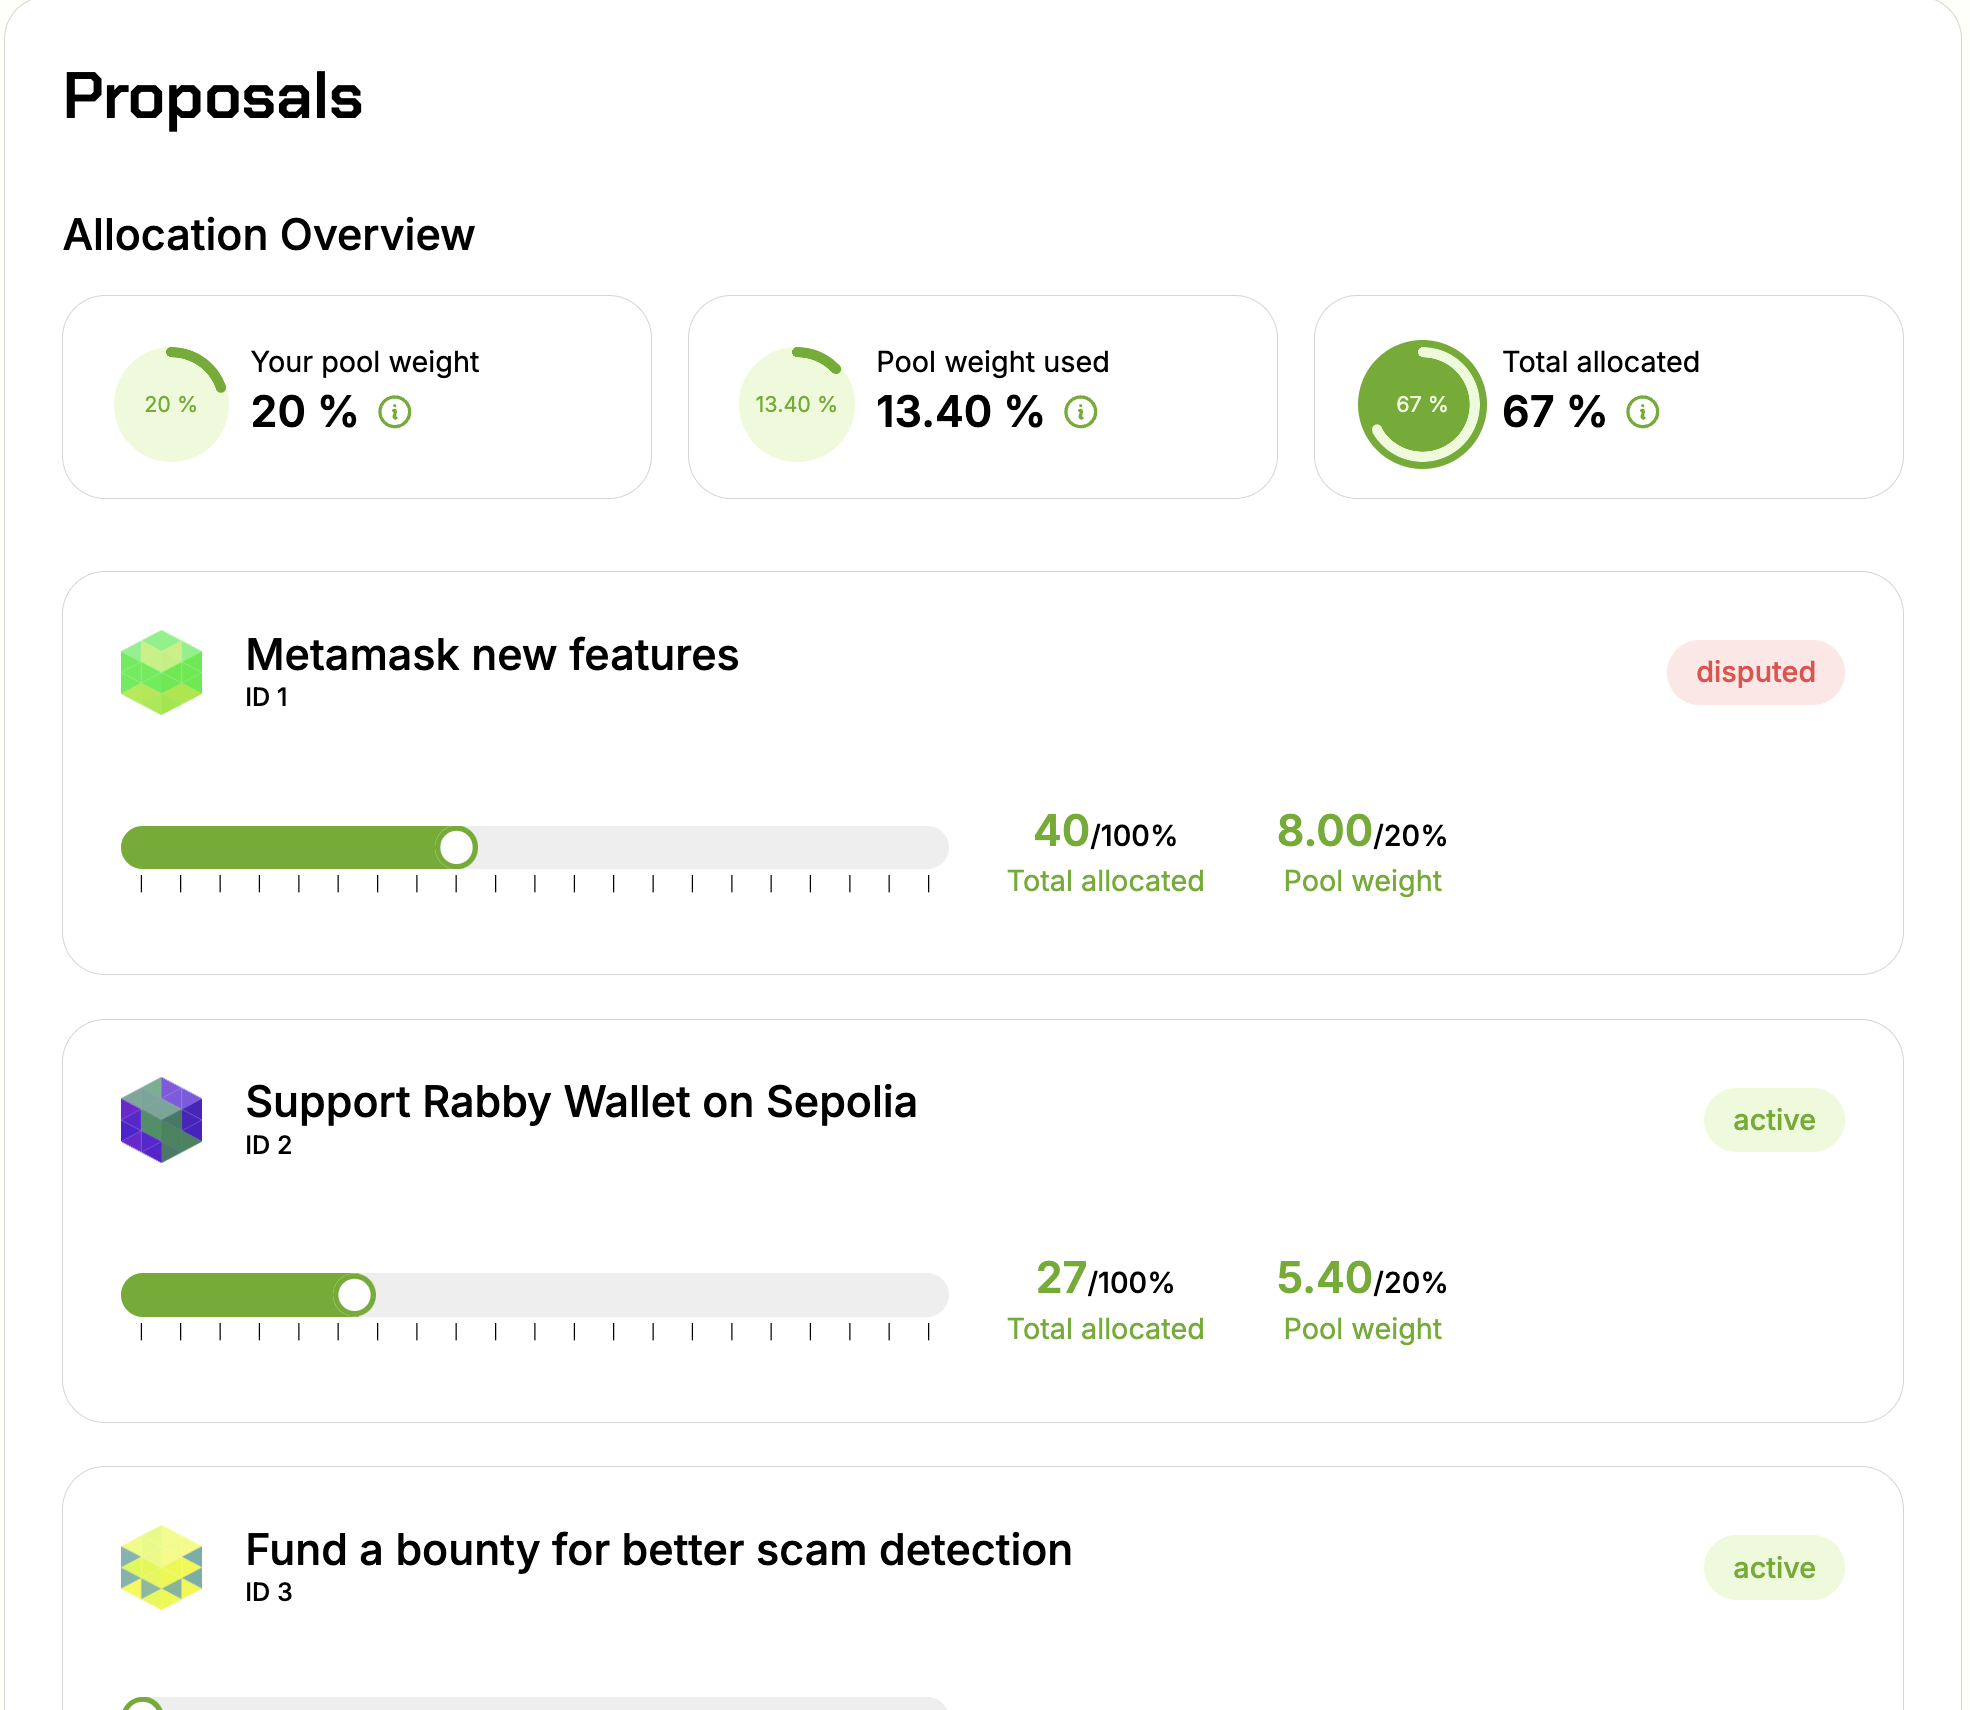 Proposals
Allocation Overview
20 %
Your pool weight
20 %
13.40 %
Pool weight used
13.40 %
67 %
Total allocated
67 %
Metamask new features
ID 1
disputed
40/100%
Total allocated
8.00/20%
Pool weight
Support Rabby Wallet on Sepolia
ID 2
active
27/100%
Total allocated
5.40/20%
Pool weight
Fund a bounty for better scam detection
ID 3
active